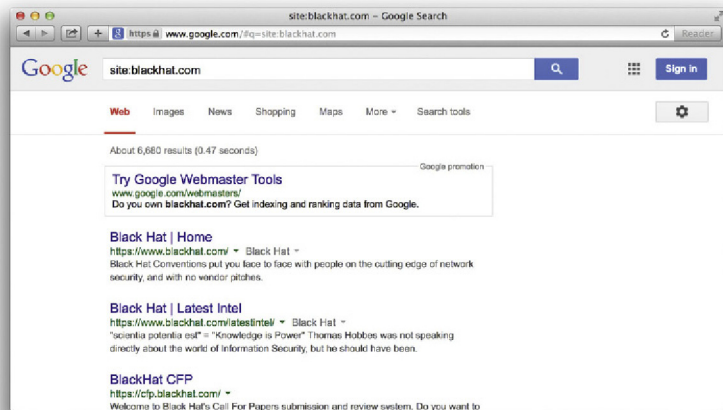 site:blackhat.com – Google Search
https www.google.com/#q=site:blackhat.com
Reader
Google
site:blackhat.com
Sign in
Web Images News Shopping Maps More Search tools
About 6,680 results (0.47 seconds)
Google promotion
Try Google Webmaster Tools
www.google.com/webmasters/
Do you own blackhat.com? Get indexing and ranking data from Google.
Black Hat | Home
https://www.blackhat.com/ Black Hat
Black Hat Conventions put you face to face with people on the cutting edge of network
security, and with no vendor pitches.
Black Hat | Latest Intel
https://www.blackhat.com/latestintel/ Black Hat
"scientia potentia est" = "Knowledge is Power" Thomas Hobbes was not speaking
directly about the world of Information Security, but he should have been.
BlackHat CFP
https://cfp.blackhat.com/
Welcome to Black Hat's Call For Papers submission and review system. Do you want to